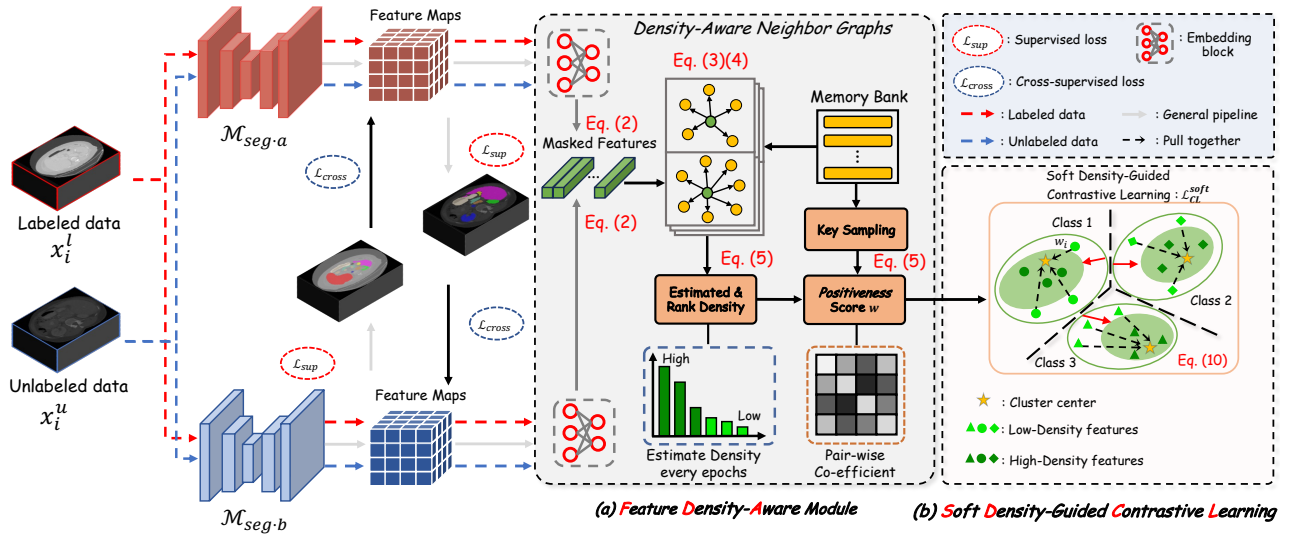 Feature Maps
ℳ_seg·a
Labeled data
x_i^l
Unlabeled data
x_i^u
ℒ_cross
ℒ_sup
ℒ_sup
ℒ_cross
Feature Maps
ℳ_seg·b
Density-Aware Neighbor Graphs
Eq. (3)(4)
Eq. (2)
Masked Features
...
Eq. (2)
Memory Bank
Key Sampling
Eq. (5)
Eq. (5)
Estimated &
Rank Density
Positiveness
Score w
High
Low
Estimate Density
every epochs
Pair-wise
Co-efficient
(a) Feature Density-Aware Module
ℒ_sup : Supervised loss
: Embedding
block
ℒ_cross : Cross-supervised loss
: Labeled data
: General pipeline
: Unlabeled data
: Pull together
Soft Density-Guided
Contrastive Learning : ℒ_CL^soft
Class 1
w_i
Class 2
Class 3
Eq. (10)
: Cluster center
: Low-Density features
: High-Density features
(b) Soft Density-Guided Contrastive Learning